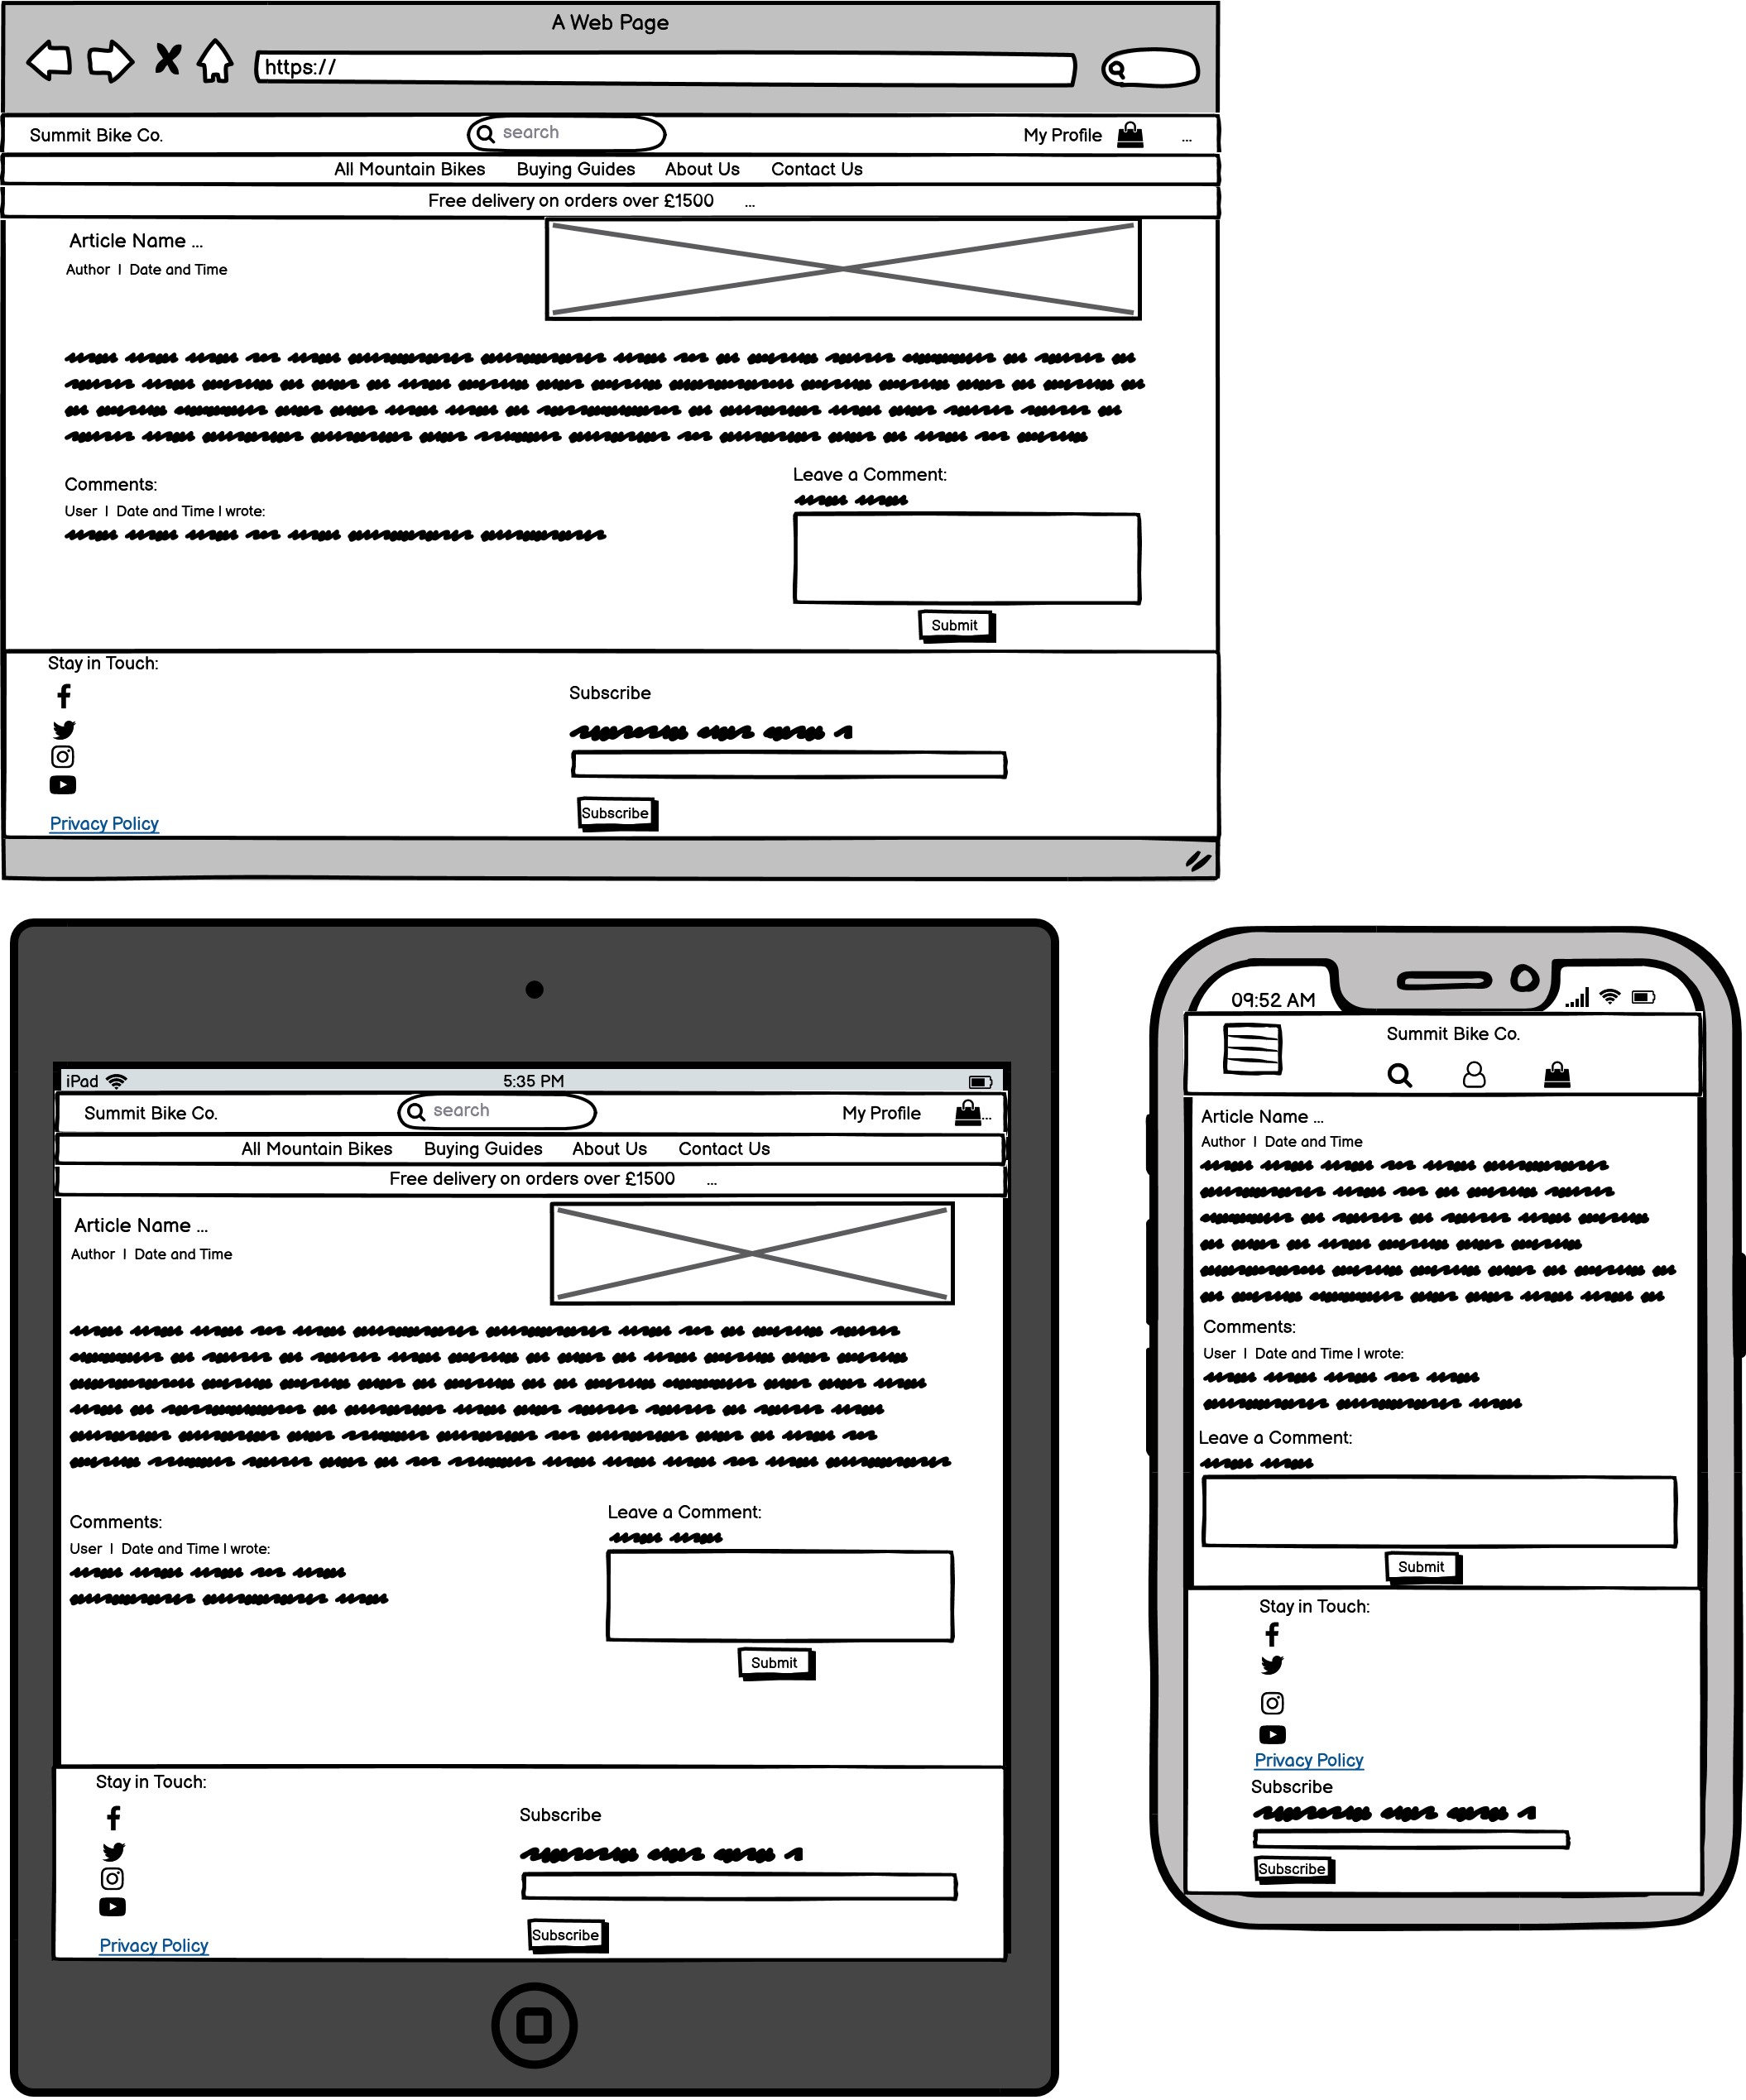 A Web Page
https://
Summit Bike Co. search My Profile ...
All Mountain Bikes Buying Guides About Us Contact Us
Free delivery on orders over £1500 ...
Article Name ...
Author | Date and Time
Comments:
User | Date and Time | wrote:
Leave a Comment:
Submit
Stay in Touch:
Privacy Policy
Subscribe
Subscribe
iPad 5:35 PM
Summit Bike Co. search My Profile ...
All Mountain Bikes Buying Guides About Us Contact Us
Free delivery on orders over £1500 ...
Article Name ...
Author | Date and Time
Comments:
User | Date and Time | wrote:
Leave a Comment:
Submit
Stay in Touch:
Privacy Policy
Subscribe
Subscribe
09:52 AM
Summit Bike Co.
Article Name ...
Author | Date and Time
Comments:
User | Date and Time | wrote:
Leave a Comment:
Submit
Stay in Touch:
Privacy Policy
Subscribe
Subscribe